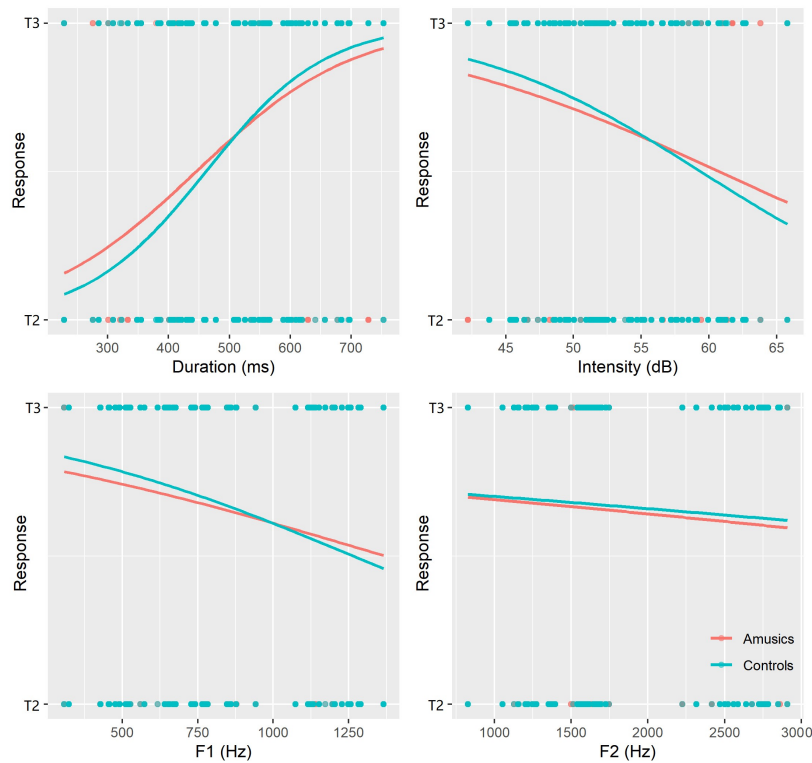 T3
Response
T2
300 400 500 600 700
Duration (ms)
T3
Response
T2
45 50 55 60 65
Intensity (dB)
T3
Response
T2
500 750 1000 1250
F1 (Hz)
T3
Response
T2
1000 1500 2000 2500 3000
F2 (Hz)
Amusics
Controls